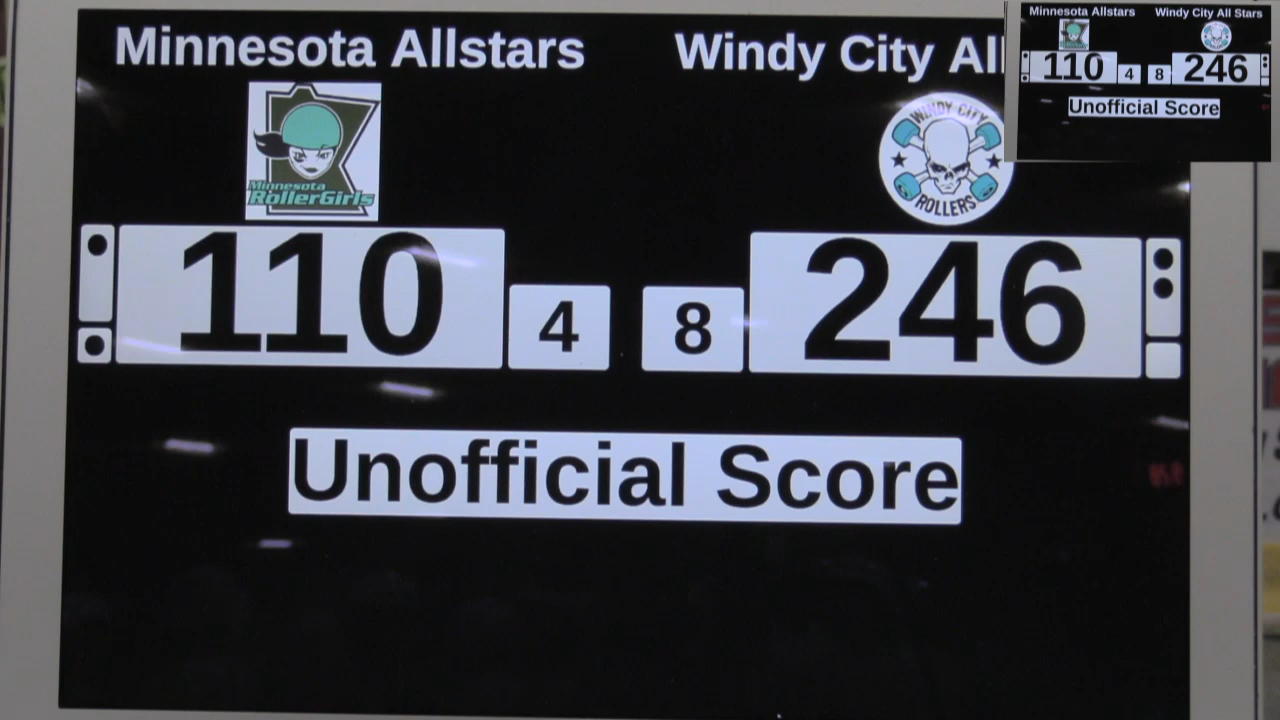 Minnesota Allstars
Windy City All
Minnesota
RollerGirls
WINDY CITY
ROLLERS
110
4
8
246
Unofficial Score
Minnesota Allstars
Windy City All Stars
110
4
8
246
Unofficial Score